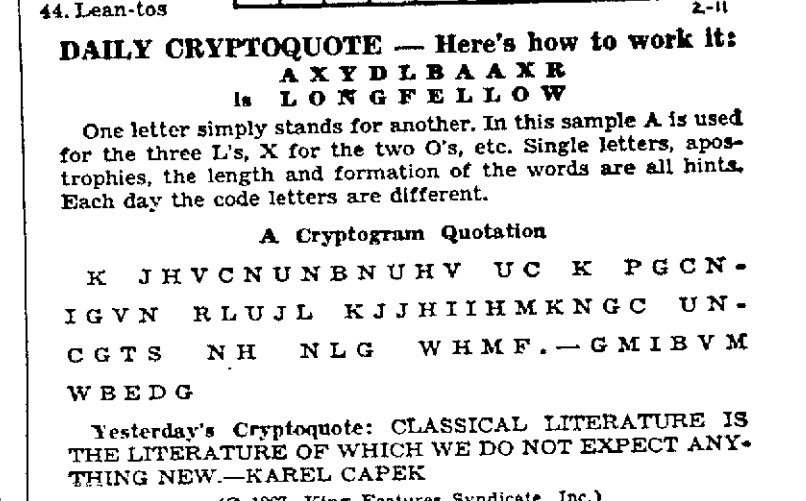 44. Lean-tos
2-11
DAILY CRYPTOQUOTE — Here's how to work it:
A X Y D L B A A X R
Is L O N G F E L L O W
One letter simply stands for another. In this sample A is used
for the three L's, X for the two O's, etc. Single letters, apos-
trophies, the length and formation of the words are all hints.
Each day the code letters are different.
A Cryptogram Quotation
K JHVCNUNBNUHV UC K PGCN-
IGVN RLUJL KJJHIIHMKNGC UN-
CGTS NH NLG WHMF.—GMIBVM
WBEDG
Yesterday's Cryptoquote: CLASSICAL LITERATURE IS
THE LITERATURE OF WHICH WE DO NOT EXPECT ANY-
THING NEW.—KAREL CAPEK
King Features Syndicate, Inc.)